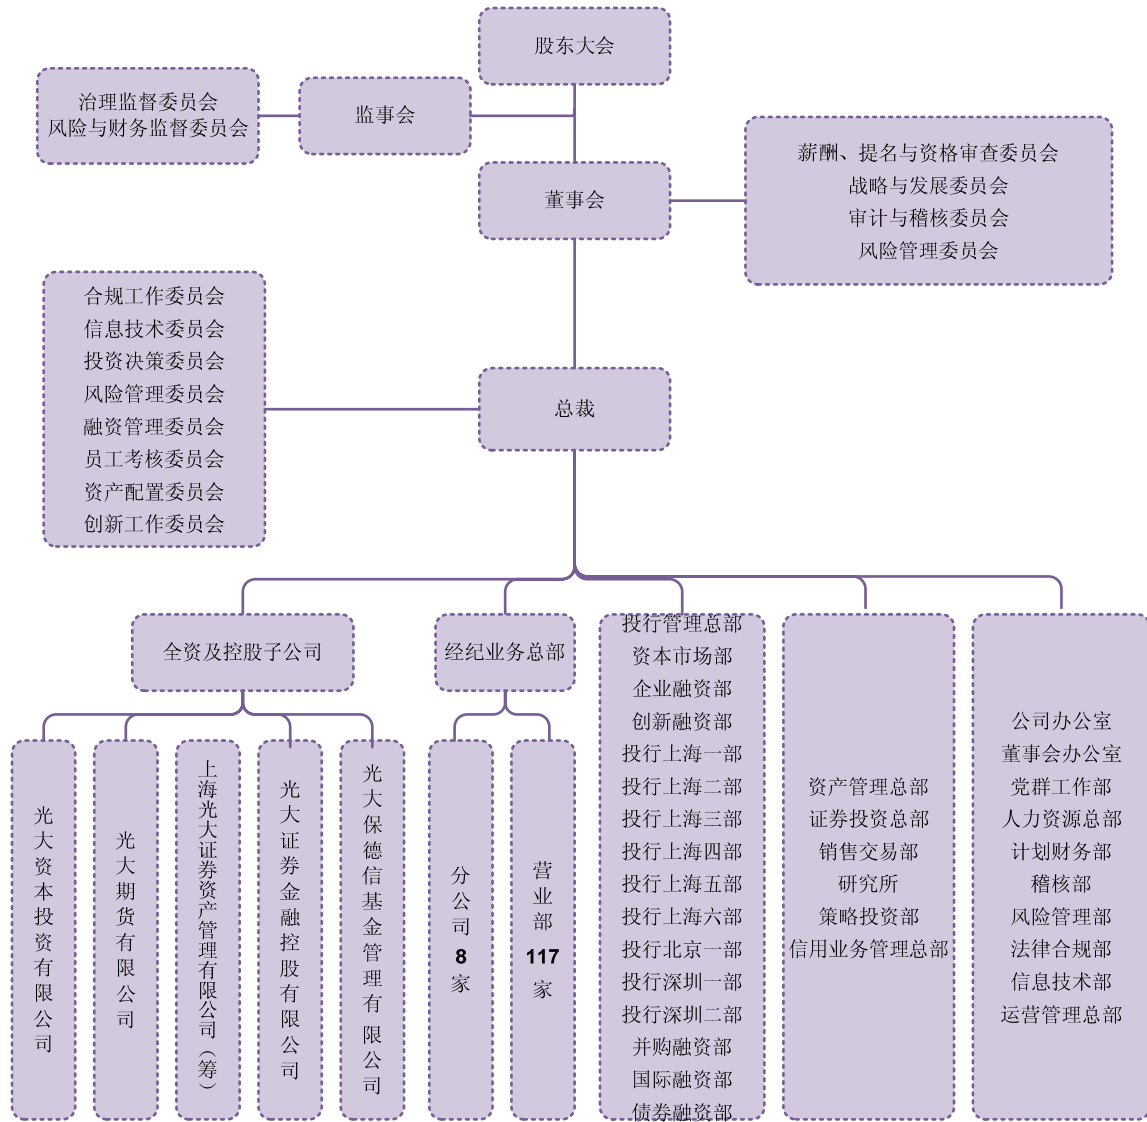 股东大会
治理监督委员会
风险与财务监督委员会
监事会
薪酬、提名与资格审查委员会
战略与发展委员会
审计与稽核委员会
风险管理委员会
董事会
合规工作委员会
信息技术委员会
投资决策委员会
风险管理委员会
融资管理委员会
员工考核委员会
资产配置委员会
创新工作委员会
总裁
全资及控股子公司
经纪业务总部
光大资本投资有限公司
光大期货有限公司
上海光大证券资产管理有限公司（筹）
光大证券金融控股有限公司
光大保德信基金管理有限公司
分公司8家
营业部117家
投行管理总部
资本市场部
企业融资部
创新融资部
投行上海一部
投行上海二部
投行上海三部
投行上海四部
投行上海五部
投行上海六部
投行北京一部
投行深圳一部
投行深圳二部
并购融资部
国际融资部
债券融资部
资产管理总部
证券投资总部
销售交易部
研究所
策略投资部
信用业务管理总部
公司办公室
董事会办公室
党群工作部
人力资源总部
计划财务部
稽核部
风险管理部
法律合规部
信息技术部
运营管理总部